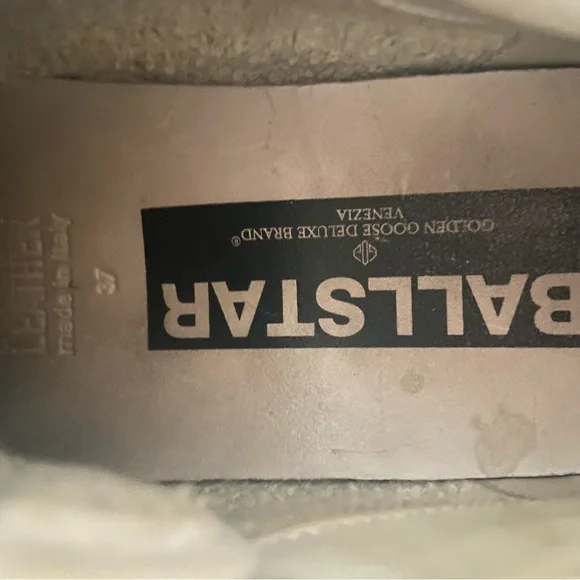 BALLSTAR
GOLDEN GOOSE DELUXE BRAND®
VENEZIA
LEATHER
made in Italy
37